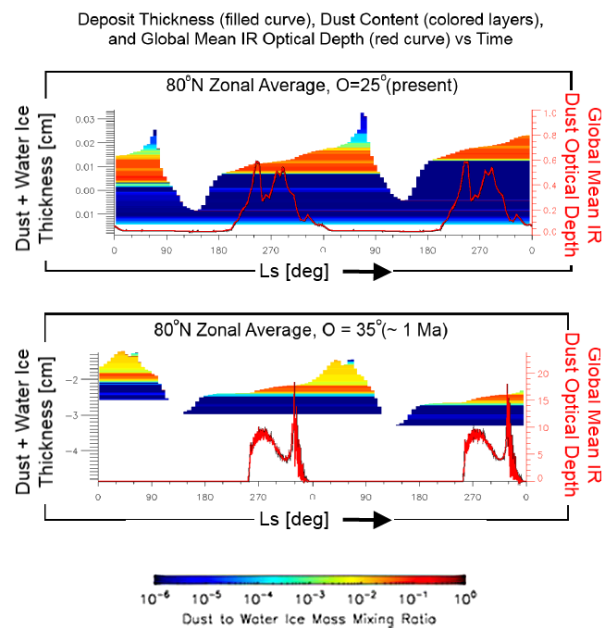 Deposit Thickness (filled curve), Dust Content (colored layers),
and Global Mean IR Optical Depth (red curve) vs Time
80°N Zonal Average, O=25°(present)
Dust + Water Ice
Thickness [cm]
0.03
0.02
0.01
0.00
0.01
1.0
0.8
0.6
0.4
0.2
0.0
Global Mean IR
Dust Optical Depth
0 90 180 270 0 90 180 270 0
Ls [deg]
80°N Zonal Average, O = 35°(~ 1 Ma)
Dust + Water Ice
Thickness [cm]
−2
−3
−4
20
15
10
5
0
Global Mean IR
Dust Optical Depth
0 90 180 270 0 90 180 270 0
Ls [deg]
10⁻⁶ 10⁻⁵ 10⁻⁴ 10⁻³ 10⁻² 10⁻¹ 10⁰
Dust to Water Ice Mass Mixing Ratio